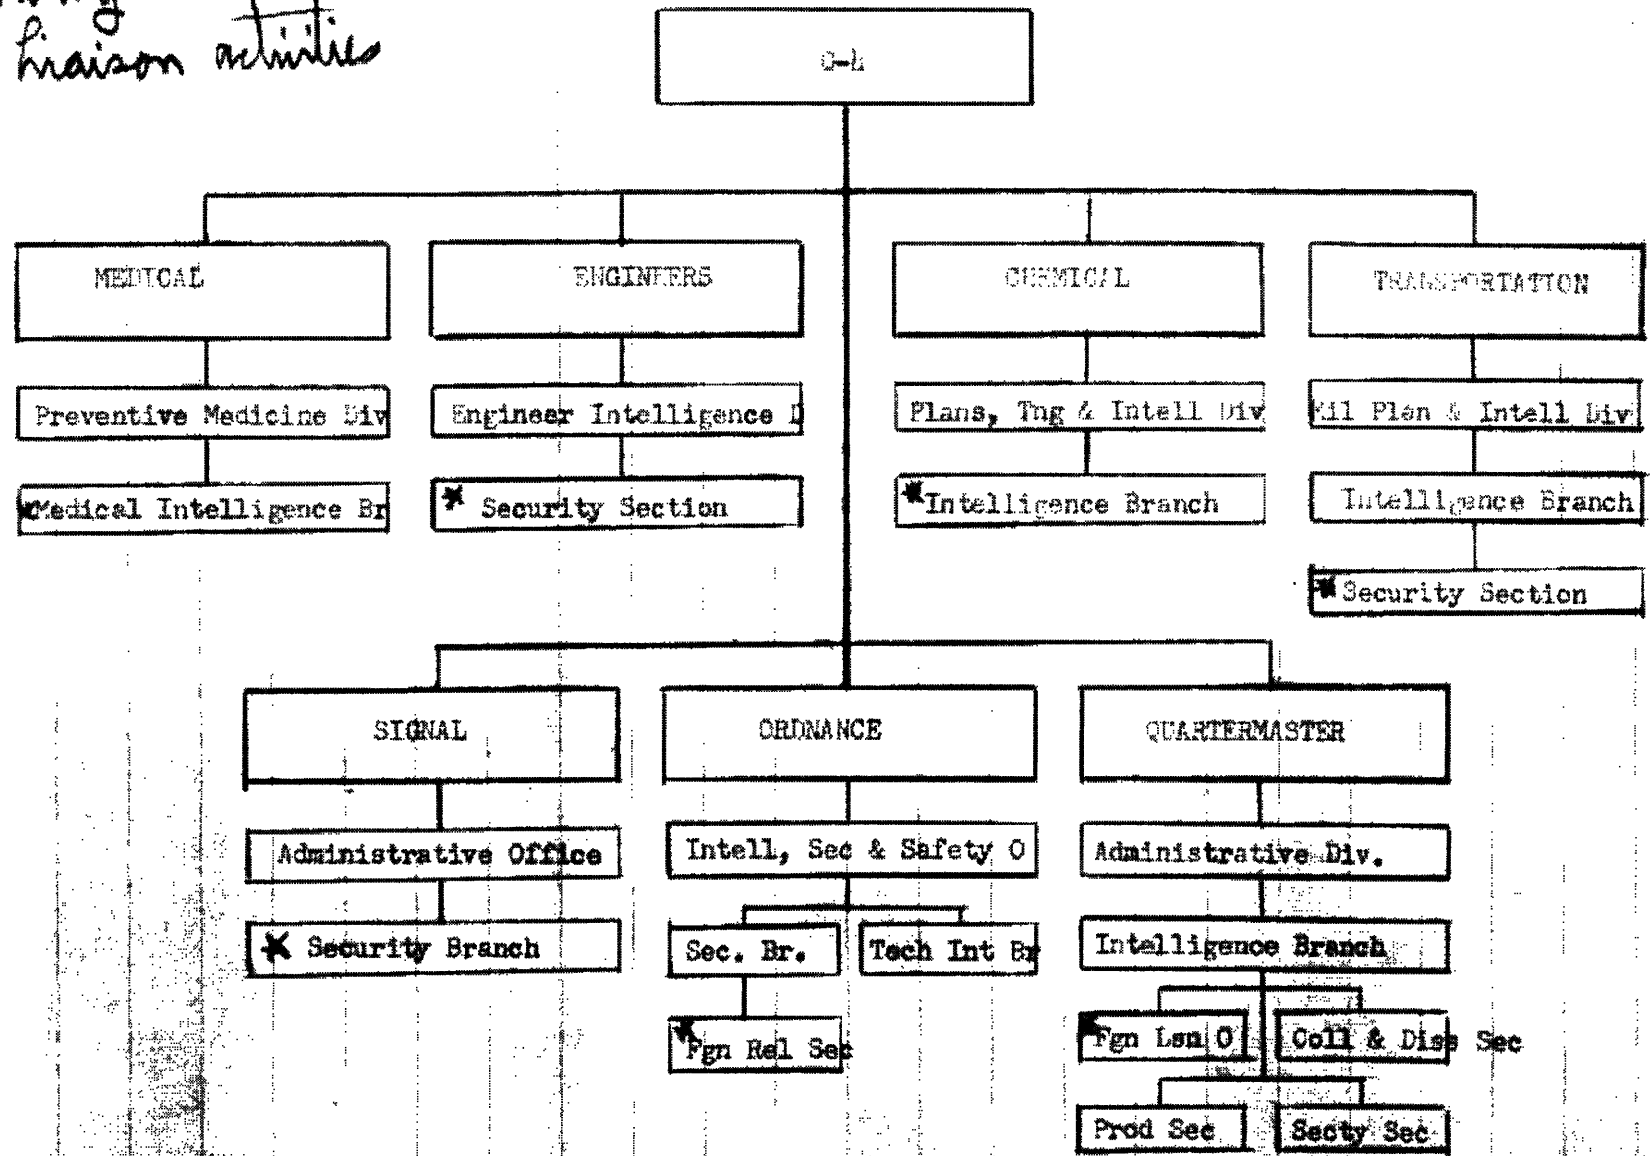 Liaison activities
MEDICAL
ENGINEERS
CHEMICAL
TRANSPORTATION
Preventive Medicine Div
Engineer Intelligence D
Plans, Tng & Intell Div
Mil Plan & Intell Div
Medical Intelligence Br
* Security Section
* Intelligence Branch
Intelligence Branch
* Security Section
SIGNAL
ORDNANCE
QUARTERMASTER
Administrative Office
Intell, Sec & Safety O
Administrative Div.
* Security Branch
Sec. Br.
Tech Int Br
Intelligence Branch
* Fgn Rel Sec
* Fgn Lsn O
Coll & Diss Sec
Prod Sec
Secty Sec